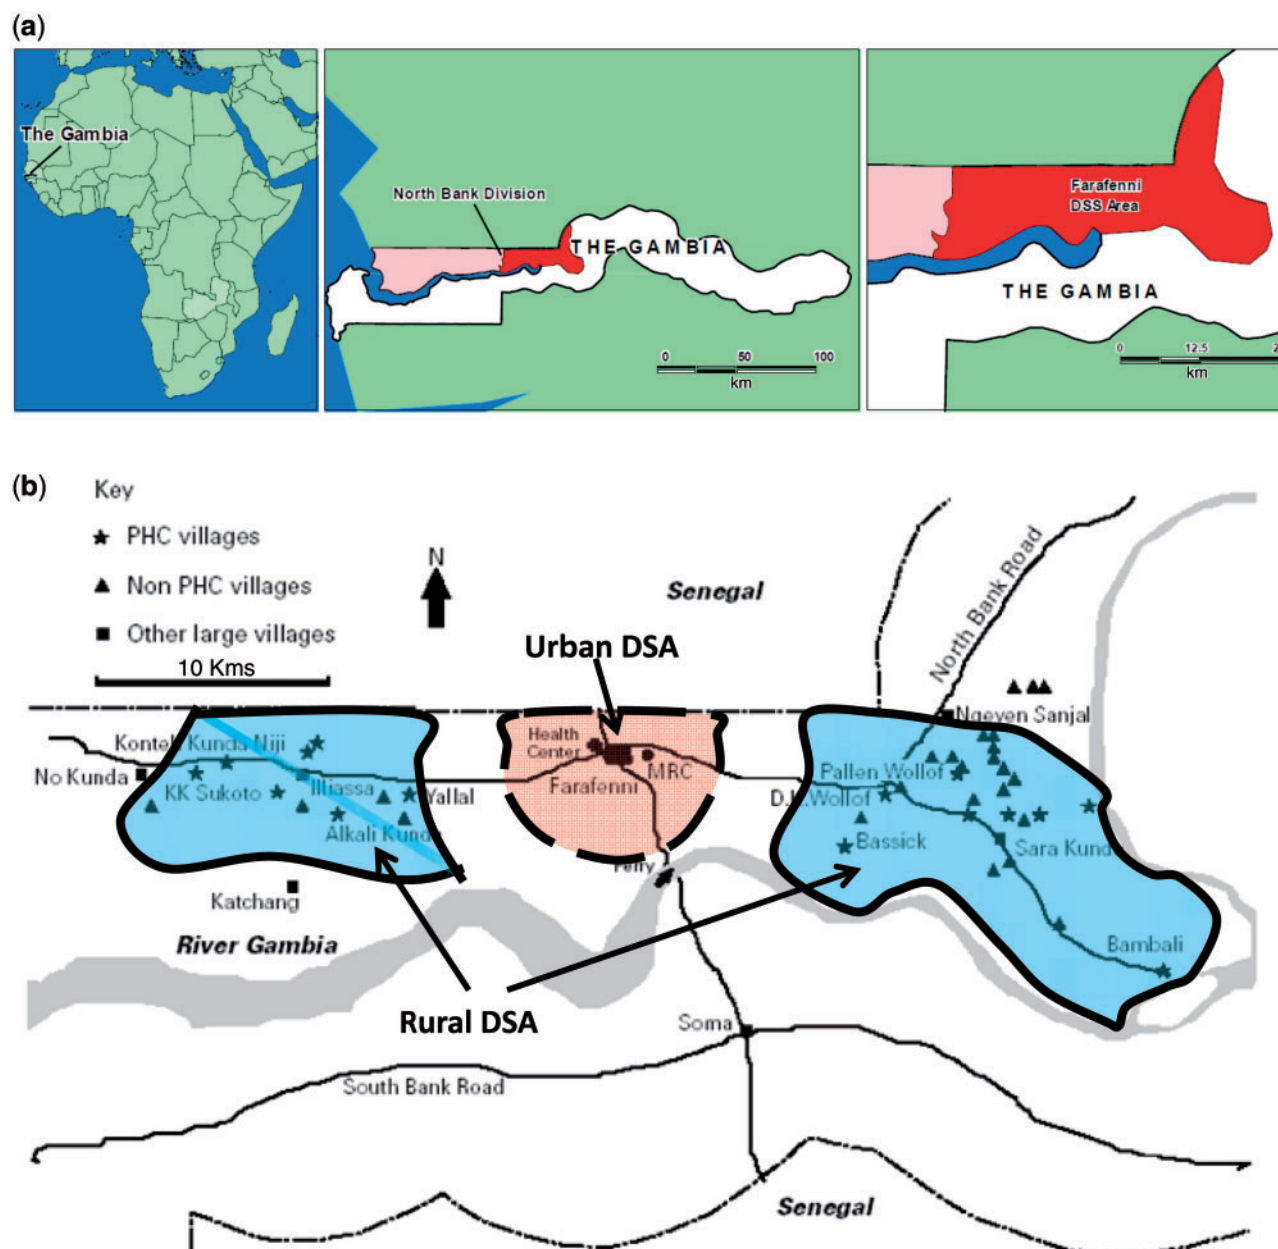 (a)
The Gambia
North Bank Division
THE GAMBIA
0 50 100
km
Farafenni
DSS Area
THE GAMBIA
0 12.5
km
(b)
Key
PHC villages
Non PHC villages
Other large villages
10 Kms
N
Senegal
Urban DSA
North Bank Road
Ngeyen Sanjal
Kunda Niji
Health
Center
MRC
No Kunda
Pallen Wollof
KK Sukoto
Illiassa
Yallal
Farafenni
Wollof
Alkali
Bassick
Sara
Ferry
Katchang
River Gambia
Bambali
Rural DSA
Soma
South Bank Road
Senegal